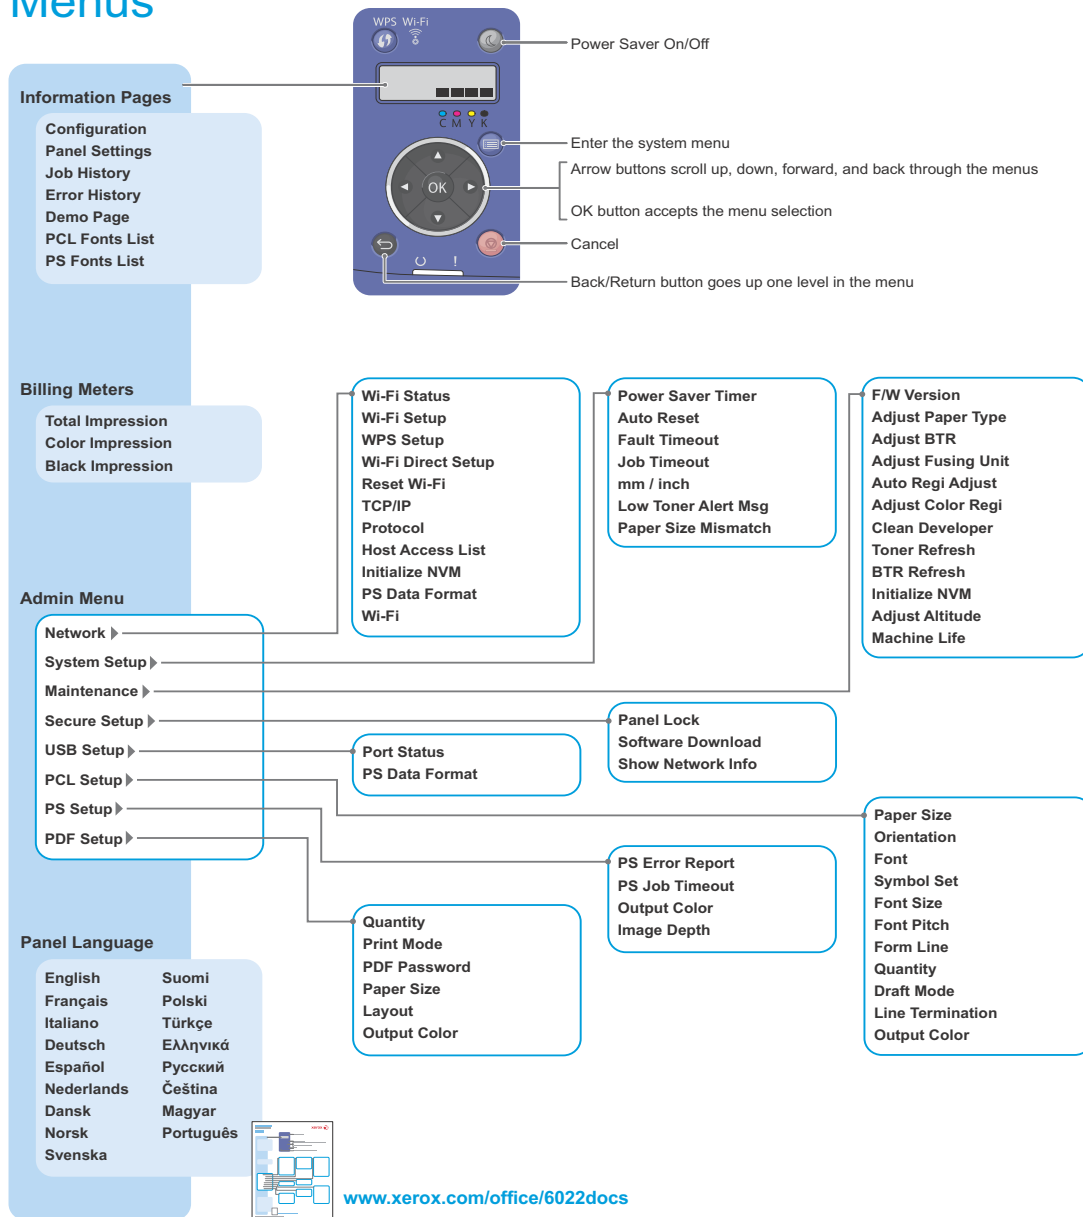 Menus
WPS Wi-Fi
Power Saver On/Off
C M Y K
Enter the system menu
Arrow buttons scroll up, down, forward, and back through the menus
OK
OK button accepts the menu selection
Cancel
!
Back/Return button goes up one level in the menu
Information Pages
Configuration
Panel Settings
Job History
Error History
Demo Page
PCL Fonts List
PS Fonts List
Billing Meters
Total Impression
Color Impression
Black Impression
Admin Menu
Network
System Setup
Maintenance
Secure Setup
USB Setup
PCL Setup
PS Setup
PDF Setup
Wi-Fi Status
Wi-Fi Setup
WPS Setup
Wi-Fi Direct Setup
Reset Wi-Fi
TCP/IP
Protocol
Host Access List
Initialize NVM
PS Data Format
Wi-Fi
Power Saver Timer
Auto Reset
Fault Timeout
Job Timeout
mm / inch
Low Toner Alert Msg
Paper Size Mismatch
F/W Version
Adjust Paper Type
Adjust BTR
Adjust Fusing Unit
Auto Regi Adjust
Adjust Color Regi
Clean Developer
Toner Refresh
BTR Refresh
Initialize NVM
Adjust Altitude
Machine Life
Panel Lock
Software Download
Show Network Info
Port Status
PS Data Format
Paper Size
Orientation
Font
Symbol Set
Font Size
Font Pitch
Form Line
Quantity
Draft Mode
Line Termination
Output Color
PS Error Report
PS Job Timeout
Output Color
Image Depth
Quantity
Print Mode
PDF Password
Paper Size
Layout
Output Color
Panel Language
English
Français
Italiano
Deutsch
Español
Nederlands
Dansk
Norsk
Svenska
Suomi
Polski
Türkçe
Ελληνικά
Русский
Čeština
Magyar
Português
www.xerox.com/office/6022docs